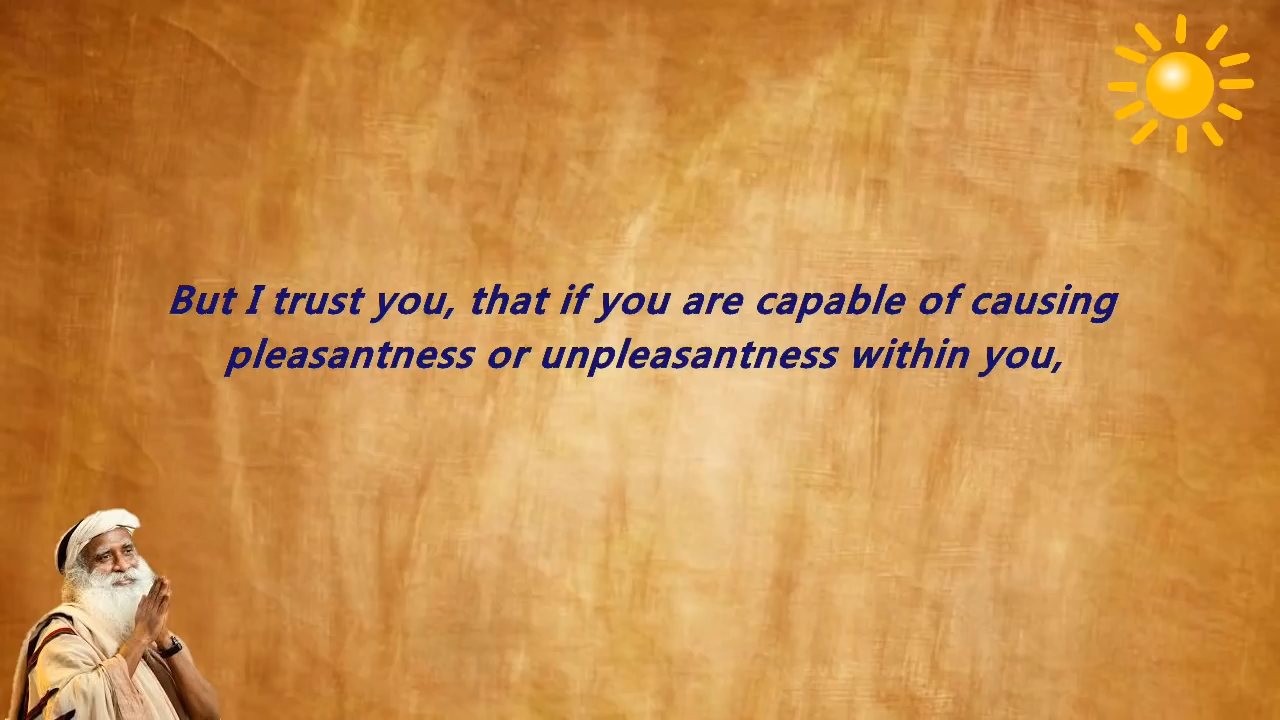 But I trust you, that if you are capable of causing
pleasantness or unpleasantness within you,